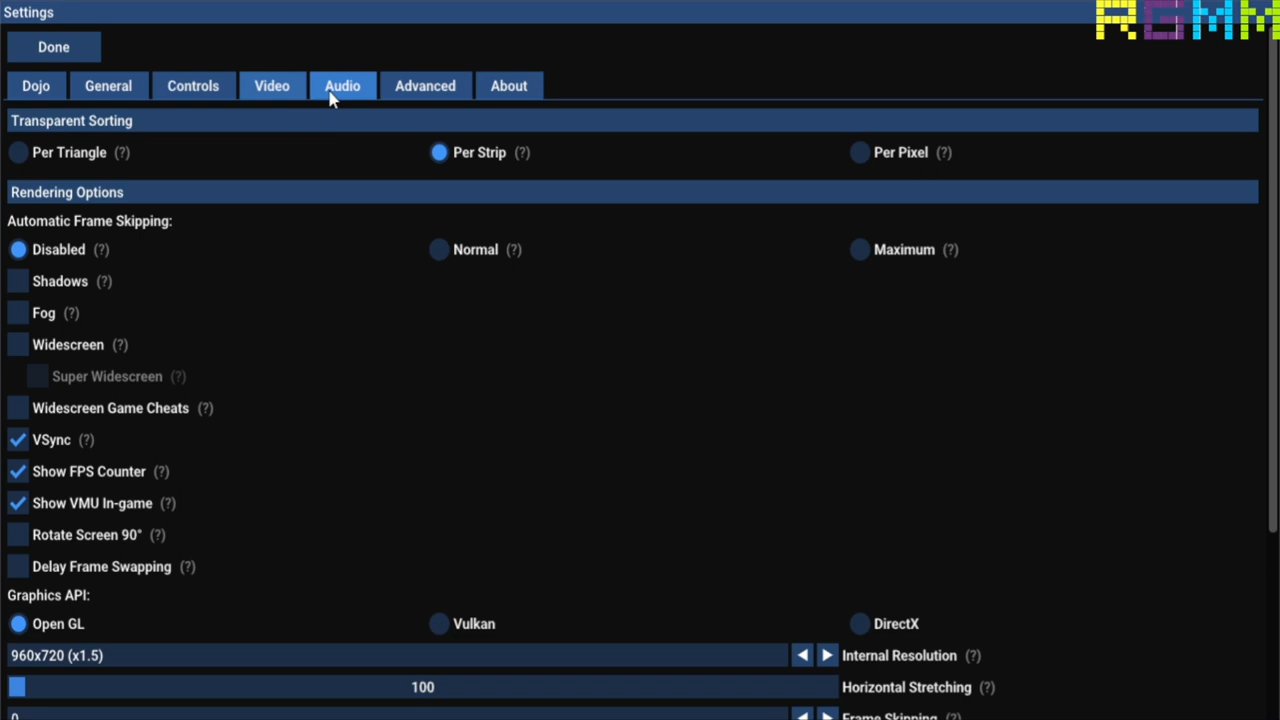 Settings
RGMM
Done
Dojo General Controls Video Audio Advanced About
Transparent Sorting
Per Triangle (?) Per Strip (?) Per Pixel (?)
Rendering Options
Automatic Frame Skipping:
Disabled (?) Normal (?) Maximum (?)
Shadows (?)
Fog (?)
Widescreen (?)
Super Widescreen (?)
Widescreen Game Cheats (?)
VSync (?)
Show FPS Counter (?)
Show VMU In-game (?)
Rotate Screen 90° (?)
Delay Frame Swapping (?)
Graphics API:
Open GL Vulkan DirectX
960x720 (x1.5) Internal Resolution (?)
100 Horizontal Stretching (?)
0 Frame Skipping (?)